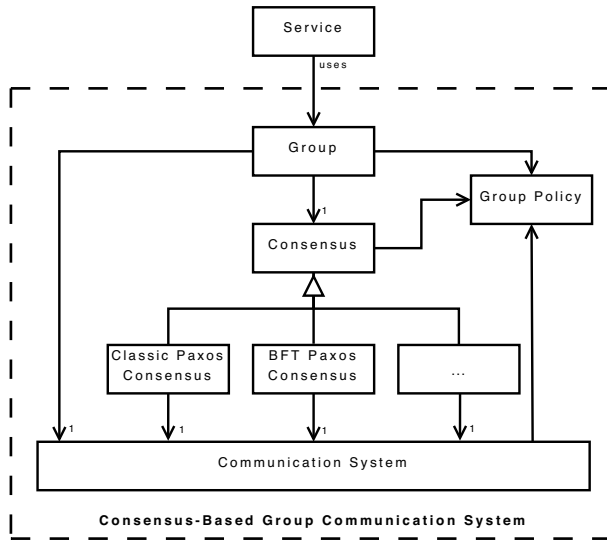 Service
uses
Group
Group Policy
1
Consensus
Classic Paxos
Consensus
BFT Paxos
Consensus
...
1
1
1
1
Communication System
Consensus-Based Group Communication System